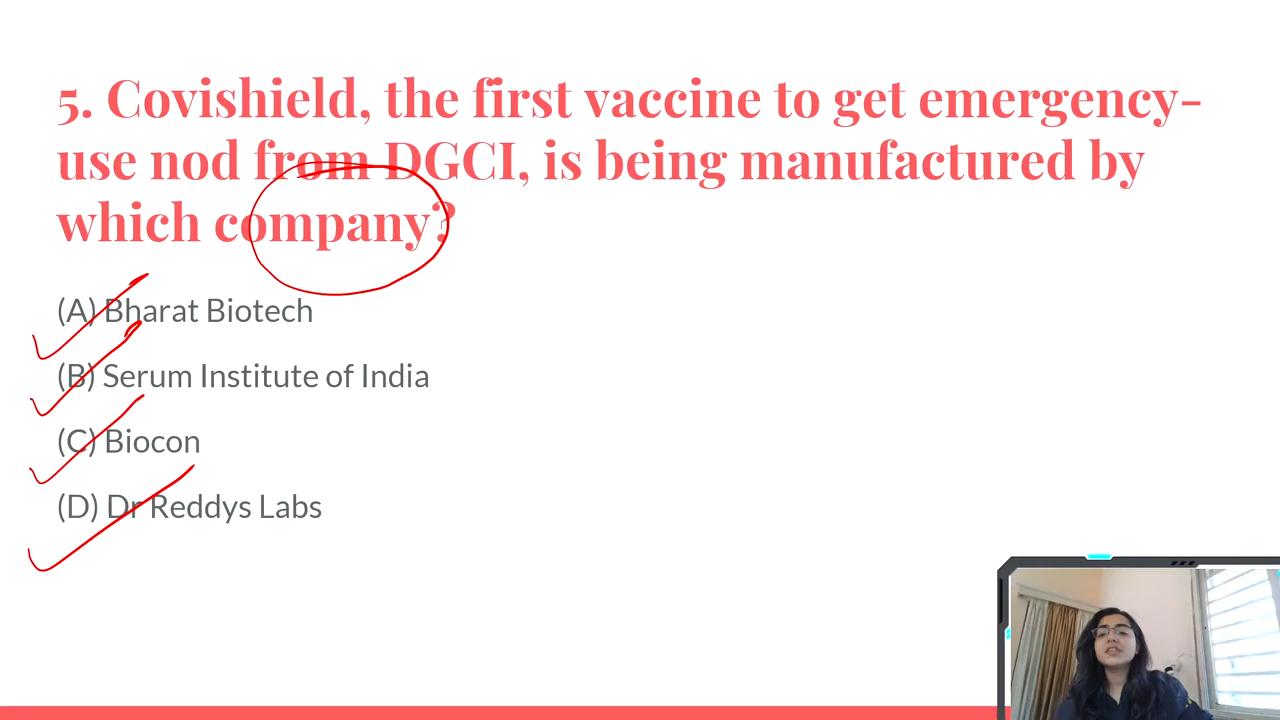 5. Covishield, the first vaccine to get emergency-
use nod from DGCI, is being manufactured by
which company?
(A) Bharat Biotech
(B) Serum Institute of India
(C) Biocon
(D) Dr Reddys Labs